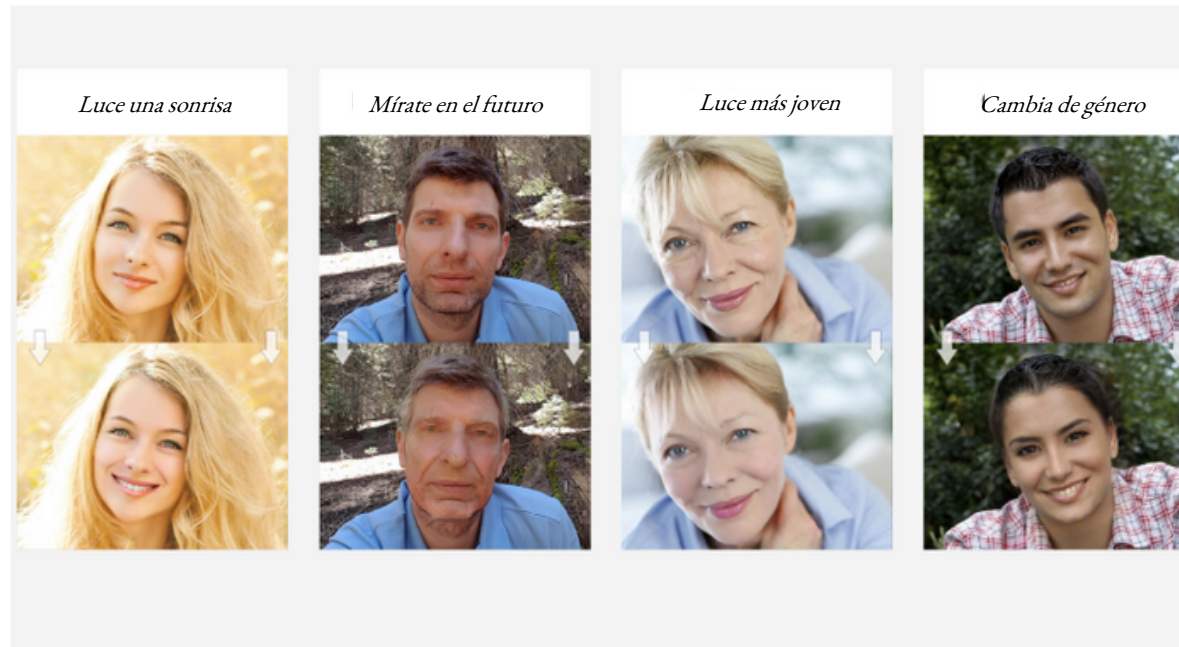 Luce una sonrisa
Mírate en el futuro
Luce más joven
Cambia de género